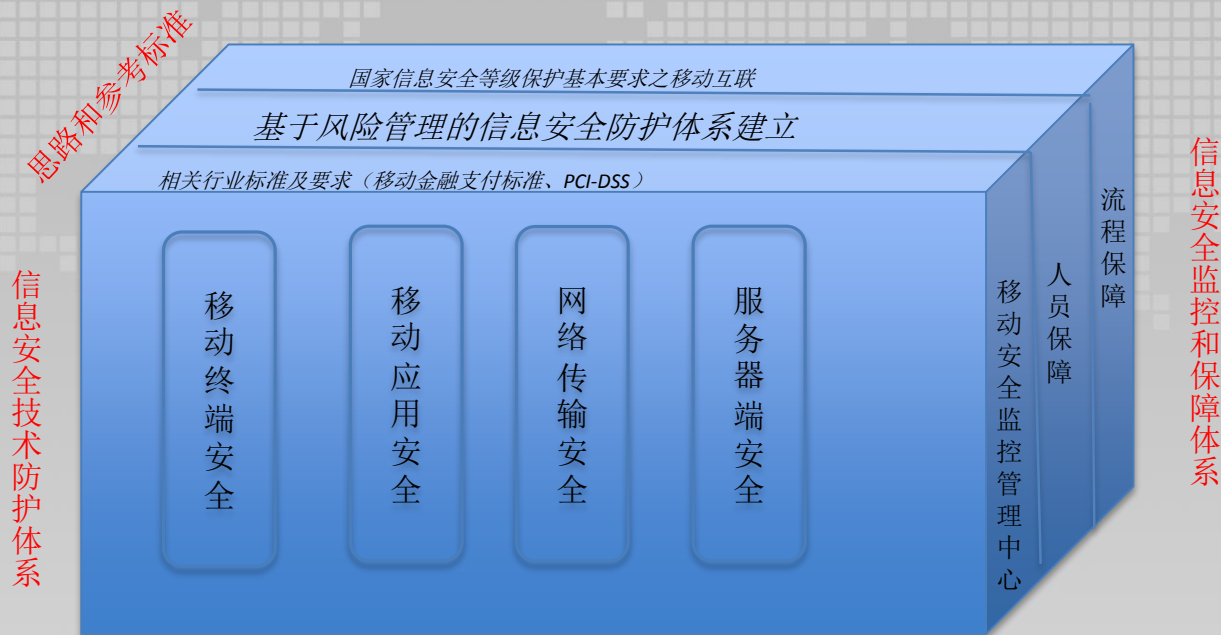 思路和参考标准
国家信息安全等级保护基本要求之移动互联
基于风险管理的信息安全防护体系建立
相关行业标准及要求（移动金融支付标准、PCI-DSS）
信息安全技术防护体系
移动终端安全
移动应用安全
网络传输安全
服务器端安全
移动安全监控管理中心
人员保障
流程保障
信息安全监控和保障体系